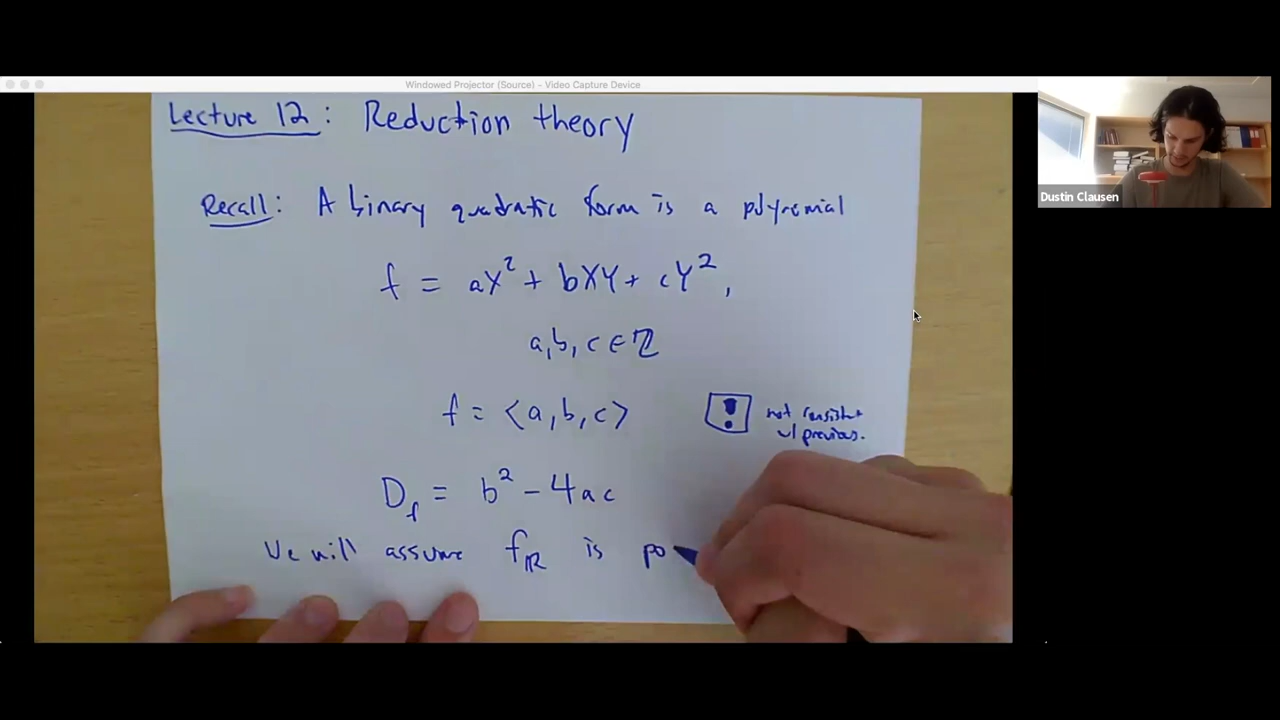 Windowed Projector (Source) - Video Capture Device
Lecture 12: Reduction theory
Recall: A binary quadratic form is a polynomial
f = aX² + bXY + cY²,
a, b, c ∈ ℤ
f = ⟨a, b, c⟩
! not consistent
w/ previous.
D_f = b² - 4ac
We will assume f_ℝ is po
Dustin Clausen